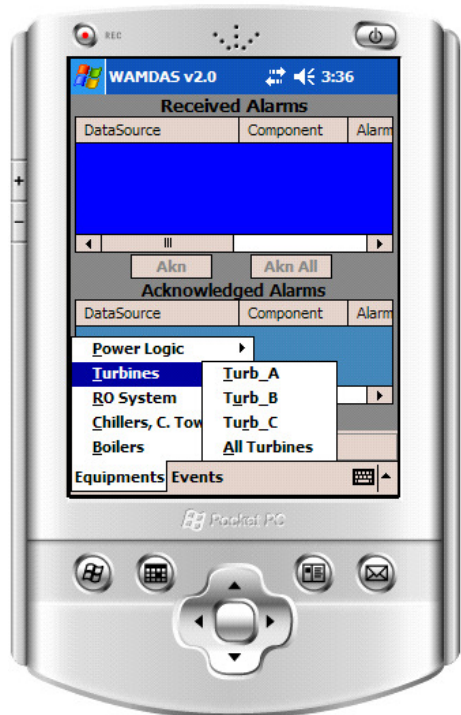 REC
WAMDAS v2.0 3:36
Received Alarms
DataSource Component Alarm
Akn Akn All
Acknowledged Alarms
DataSource Component Alarm
Power Logic
Turbines Turb_A
RO System Turb_B
Chillers, C. Tow Turb_C
Boilers All Turbines
Equipments Events
Pocket PC